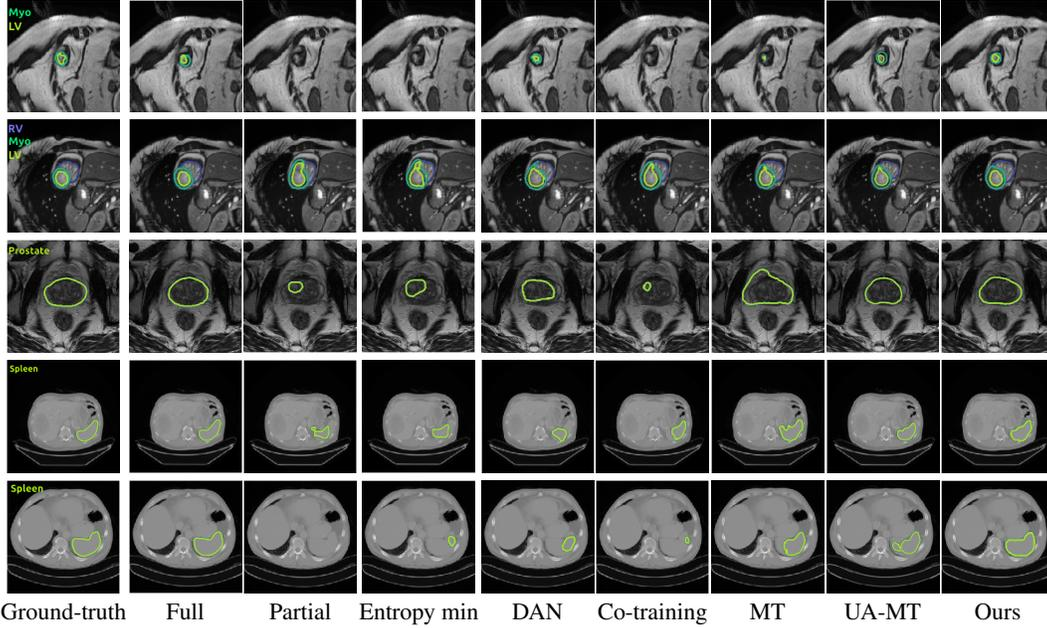 Myo
LV
RV
Myo
LV
Prostate
Spleen
Spleen
Ground-truth Full Partial Entropy min DAN Co-training MT UA-MT Ours